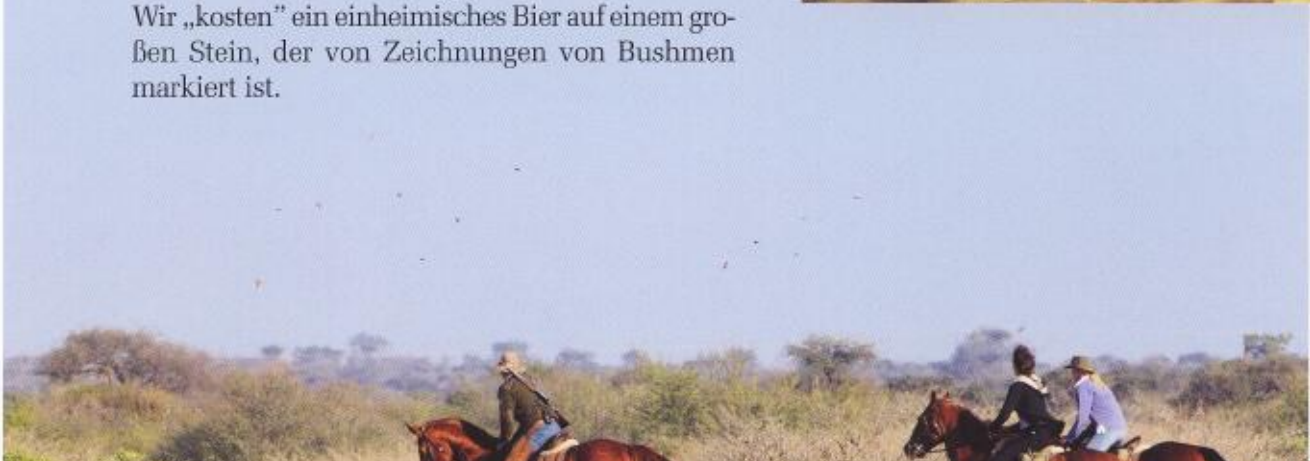 Wir „kosten” ein einheimisches Bier auf einem gro-
ßen Stein, der von Zeichnungen von Bushmen
markiert ist.